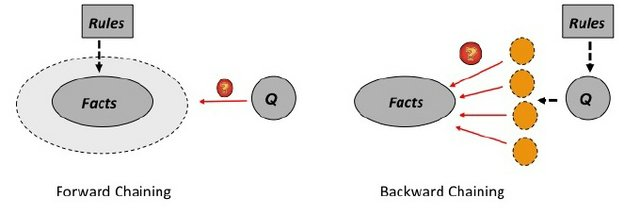 Rules
Facts
?
Q
Forward Chaining
Rules
?
Facts
Q
Backward Chaining